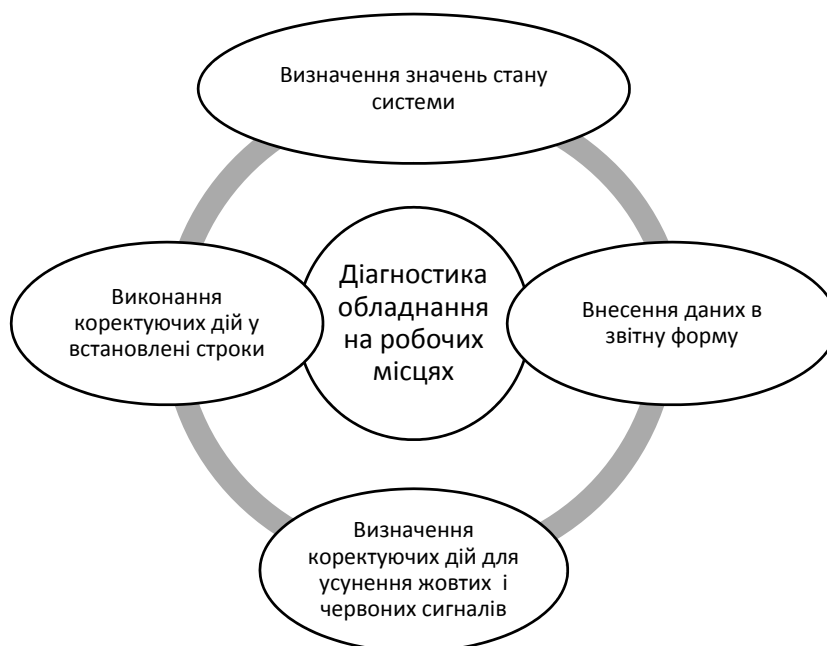 Визначення значень стану
системи
Діагностика
обладнання
на робочих
місцях
Виконання
коректуючих дій у
встановлені строки
Внесення даних в
звітну форму
Визначення
коректуючих дій для
усунення жовтих  і
червоних сигналів